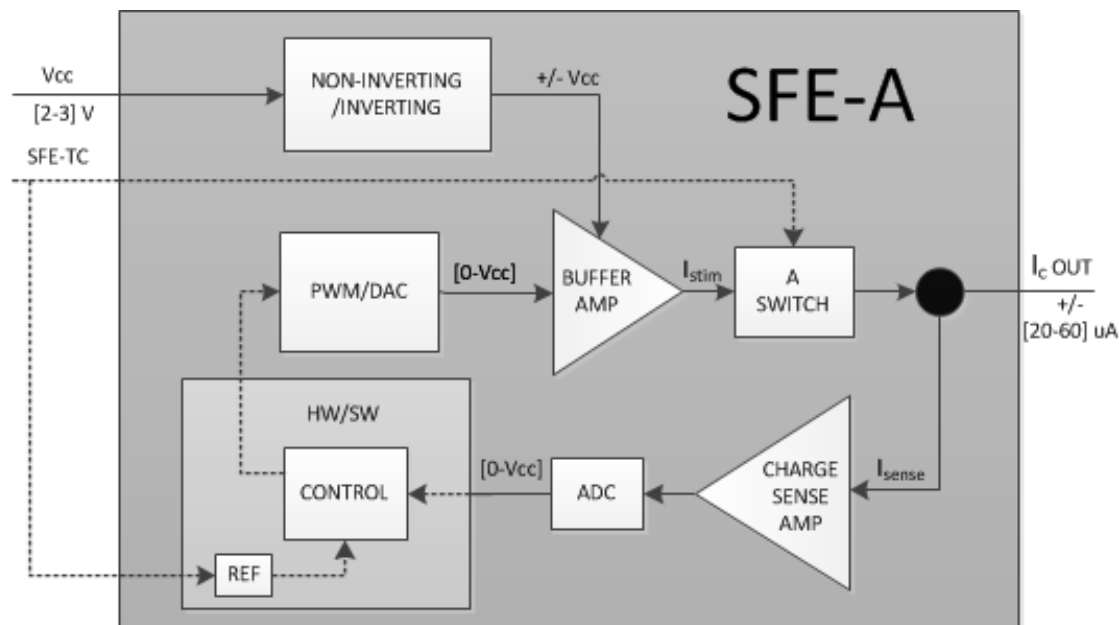 Vcc
[2-3] V
SFE-TC
NON-INVERTING
/INVERTING
+/- Vcc
SFE-A
PWM/DAC
[0-Vcc]
BUFFER
AMP
Istim
A
SWITCH
Ic OUT
+/-
[20-60] uA
HW/SW
CONTROL
REF
[0-Vcc]
ADC
CHARGE
SENSE
AMP
Isense